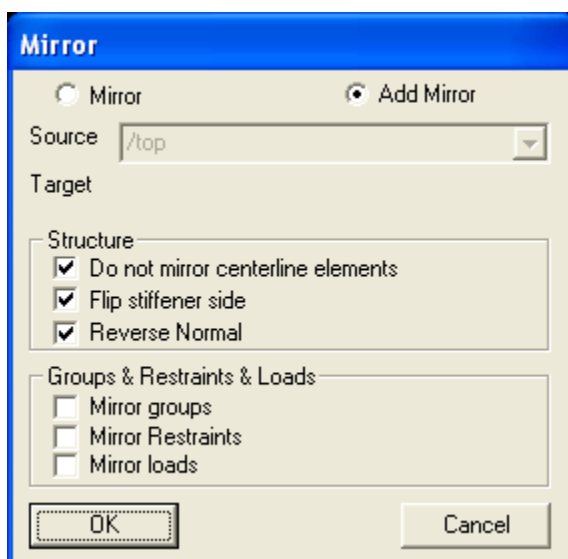 Mirror
Mirror Add Mirror
Source /top
Target
Structure
Do not mirror centerline elements
Flip stiffener side
Reverse Normal
Groups & Restraints & Loads
Mirror groups
Mirror Restraints
Mirror loads
OK Cancel